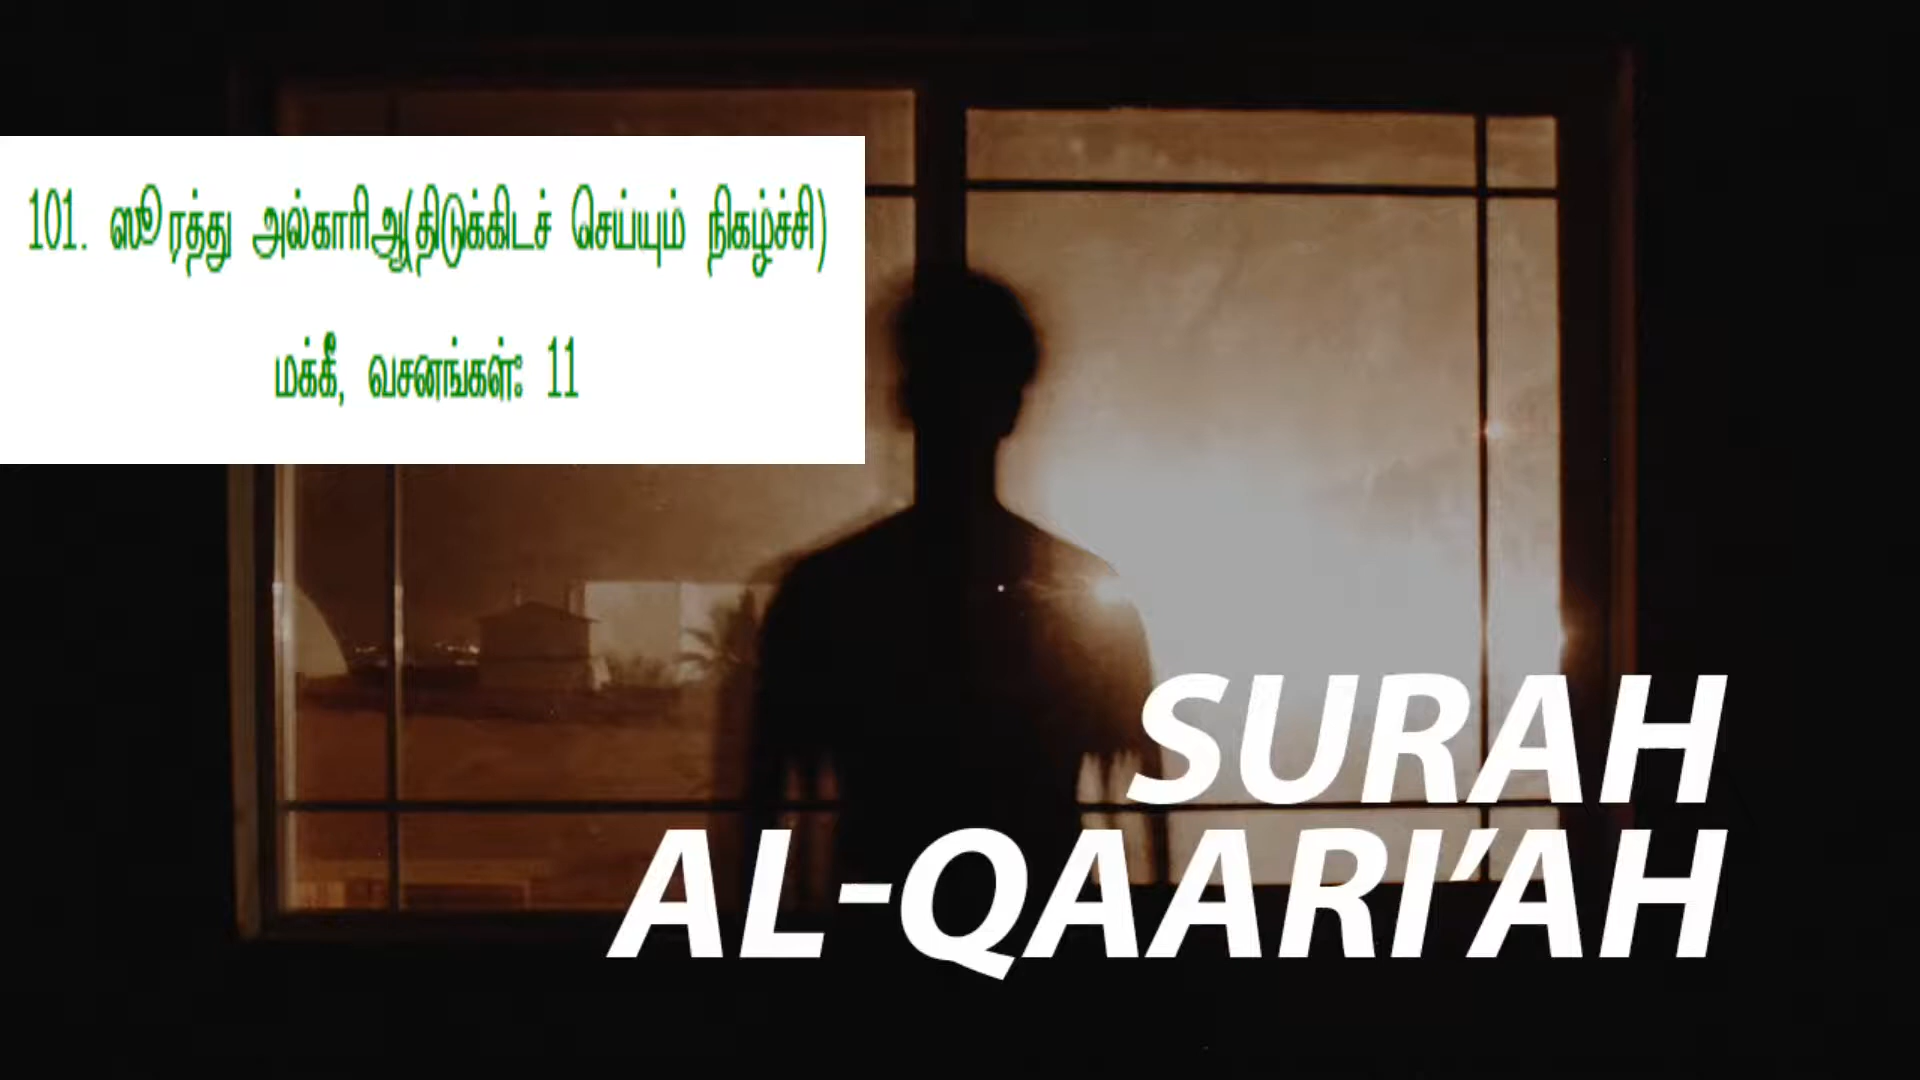 101. ஸூரத்து அல்காரிஆ(திடுக்கிடச் செய்யும் நிகழ்ச்சி)
மக்கீ, வசனங்கள்: 11
SURAH
AL-QAARI’AH